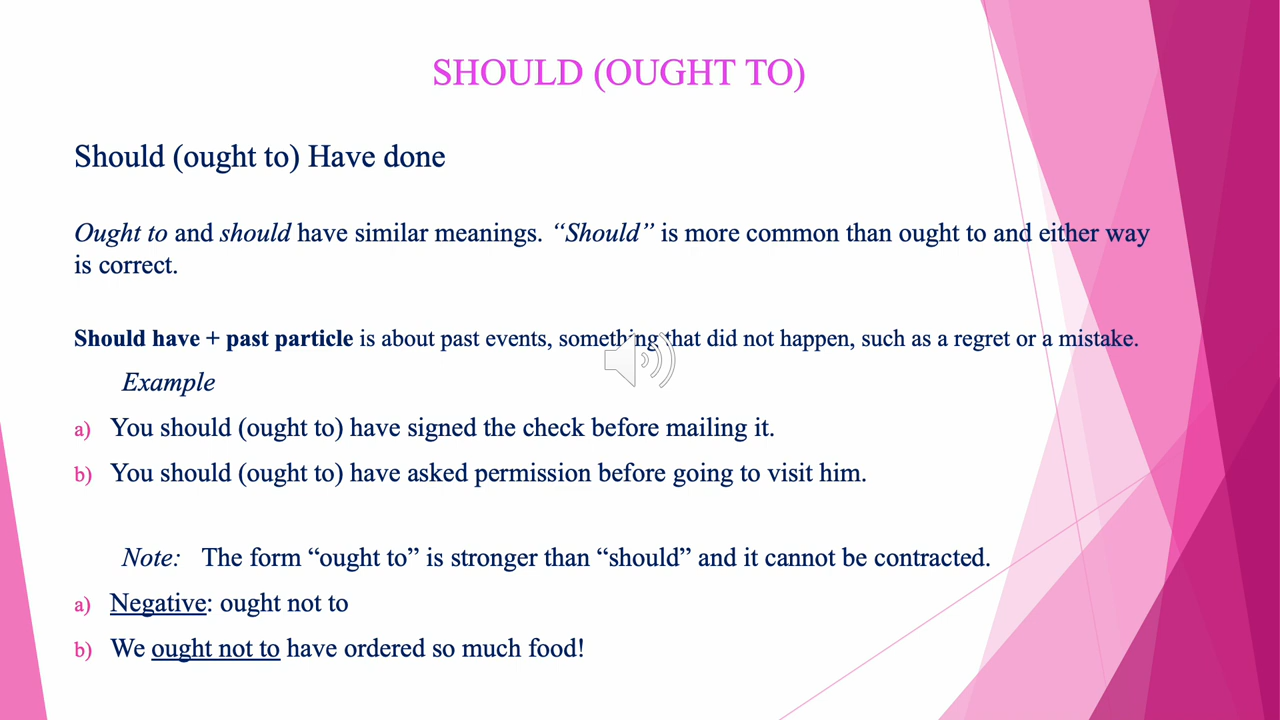 SHOULD (OUGHT TO)
Should (ought to) Have done
Ought to and should have similar meanings. “Should” is more common than ought to and either way
is correct.
Should have + past particle is about past events, something that did not happen, such as a regret or a mistake.
Example
a) You should (ought to) have signed the check before mailing it.
b) You should (ought to) have asked permission before going to visit him.
Note: The form “ought to” is stronger than “should” and it cannot be contracted.
a) Negative: ought not to
b) We ought not to have ordered so much food!